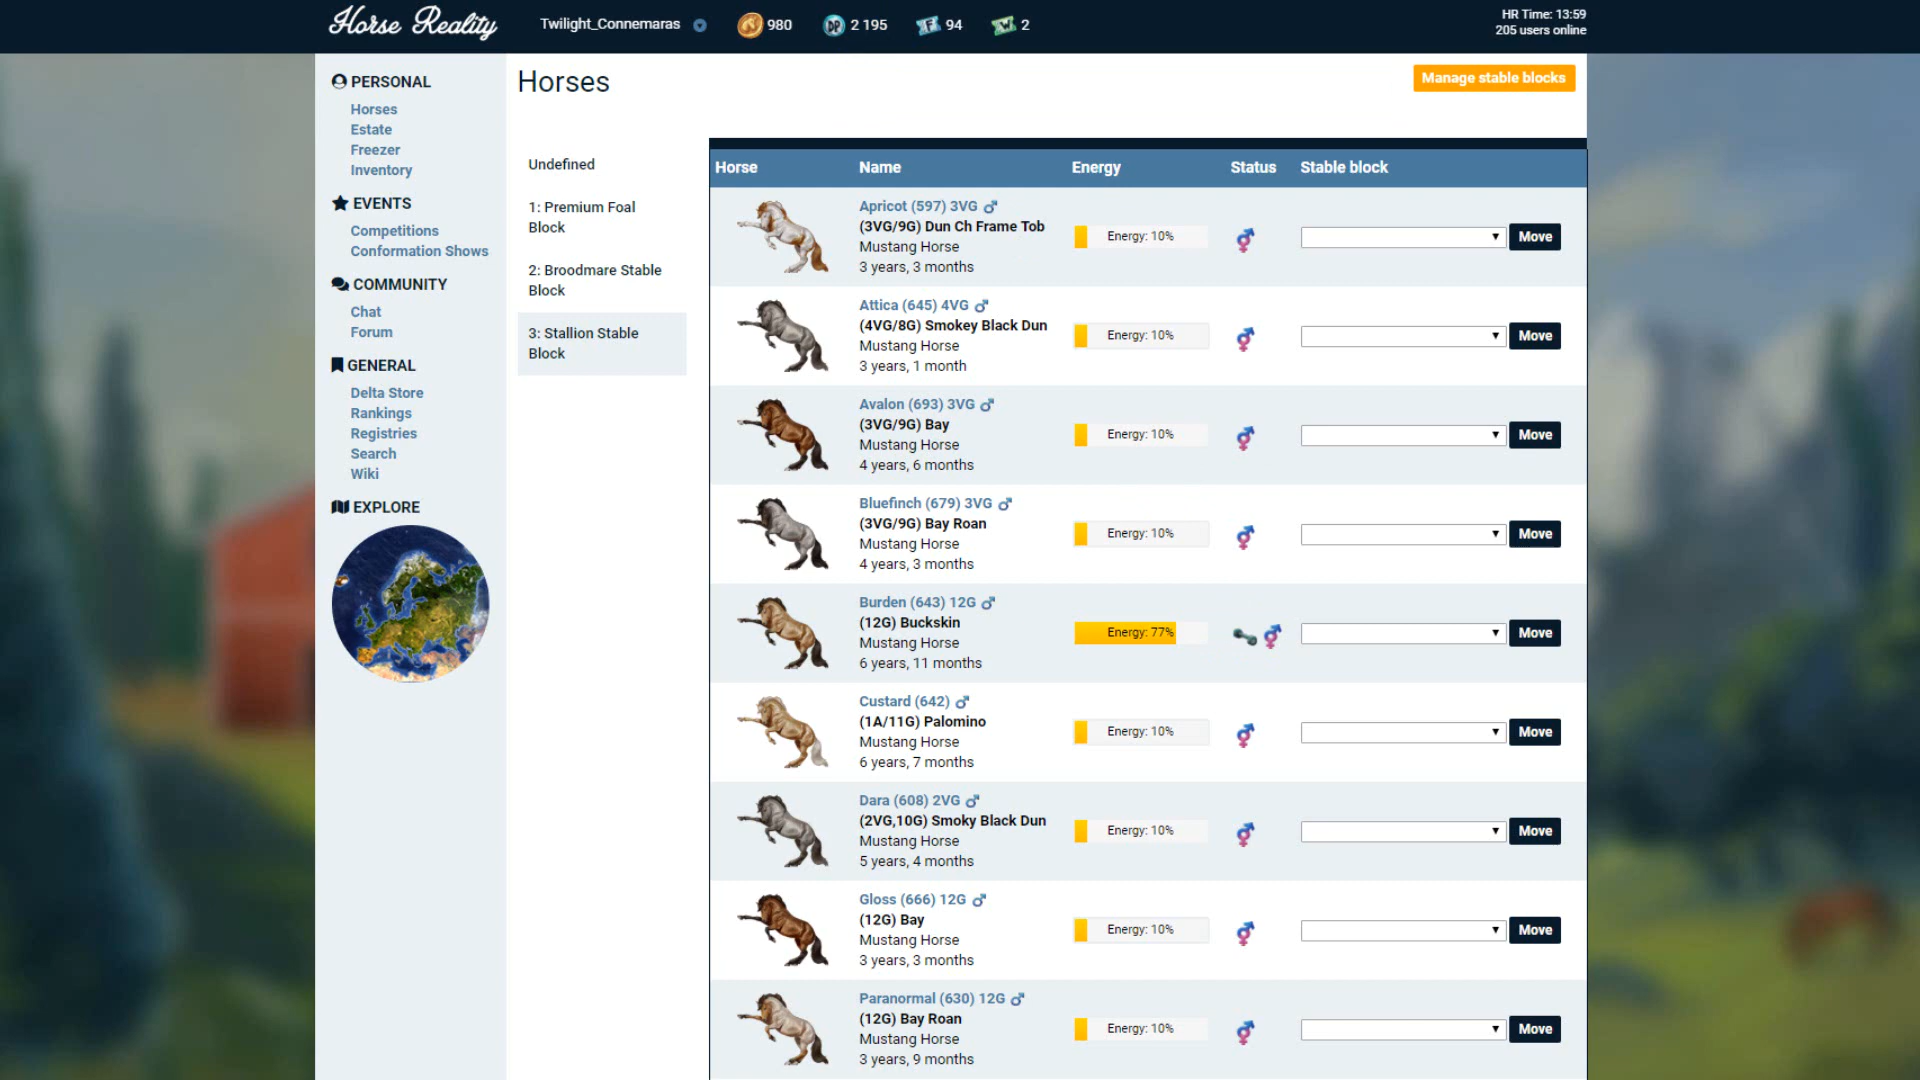 Horse Reality
Twilight_Connemaras
980
DP
2 195
F
94
W
2
HR Time: 13:59
205 users online
PERSONAL
Horses
Estate
Freezer
Inventory
EVENTS
Competitions
Conformation Shows
COMMUNITY
Chat
Forum
GENERAL
Delta Store
Rankings
Registries
Search
Wiki
EXPLORE
Horses
Manage stable blocks
Undefined
1: Premium Foal
Block
2: Broodmare Stable
Block
3: Stallion Stable
Block
Horse Name Energy Status Stable block
Apricot (597) 3VG
(3VG/9G) Dun Ch Frame Tob
Mustang Horse
3 years, 3 months
Energy: 10%
Move
Attica (645) 4VG
(4VG/8G) Smokey Black Dun
Mustang Horse
3 years, 1 month
Energy: 10%
Move
Avalon (693) 3VG
(3VG/9G) Bay
Mustang Horse
4 years, 6 months
Energy: 10%
Move
Bluefinch (679) 3VG
(3VG/9G) Bay Roan
Mustang Horse
4 years, 3 months
Energy: 10%
Move
Burden (643) 12G
(12G) Buckskin
Mustang Horse
6 years, 11 months
Energy: 77%
Move
Custard (642)
(1A/11G) Palomino
Mustang Horse
6 years, 7 months
Energy: 10%
Move
Dara (608) 2VG
(2VG,10G) Smoky Black Dun
Mustang Horse
5 years, 4 months
Energy: 10%
Move
Gloss (666) 12G
(12G) Bay
Mustang Horse
3 years, 3 months
Energy: 10%
Move
Paranormal (630) 12G
(12G) Bay Roan
Mustang Horse
3 years, 9 months
Energy: 10%
Move